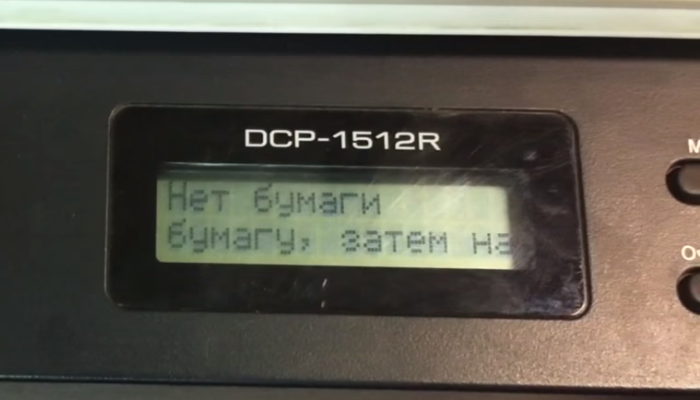 DCP-1512R
Нет бумаги
бумагу, затем на